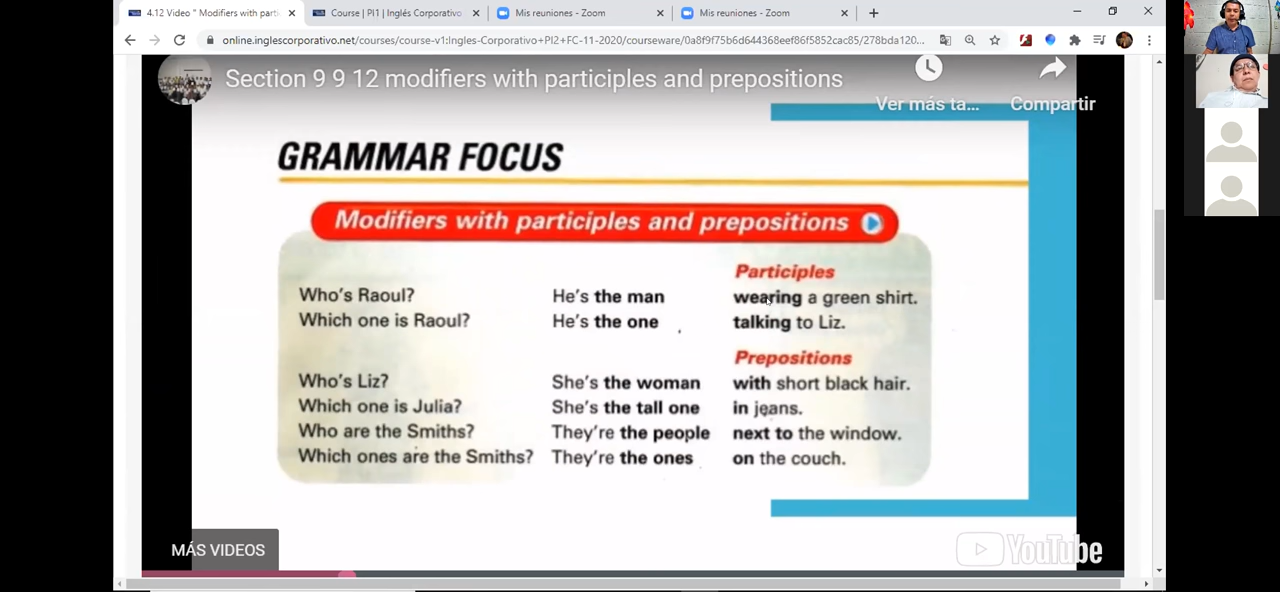 4.12 Video " Modifiers with parti
Course | PI1 | Inglés Corporativo
Mis reuniones - Zoom
Mis reuniones - Zoom
online.inglescorporativo.net/courses/course-v1:Ingles-Corporativo+PI2+FC-11-2020/courseware/0a8f9f75b6d644368eef86f5852cac85/278bda120...
Section 9 9 12 modifiers with participles and prepositions
Ver más ta...
Compartir
GRAMMAR FOCUS
Modifiers with participles and prepositions
Participles
Who's Raoul? He's the man wearing a green shirt.
Which one is Raoul? He's the one talking to Liz.
Prepositions
Who's Liz? She's the woman with short black hair.
Which one is Julia? She's the tall one in jeans.
Who are the Smiths? They're the people next to the window.
Which ones are the Smiths? They're the ones on the couch.
MÁS VIDEOS
YouTube